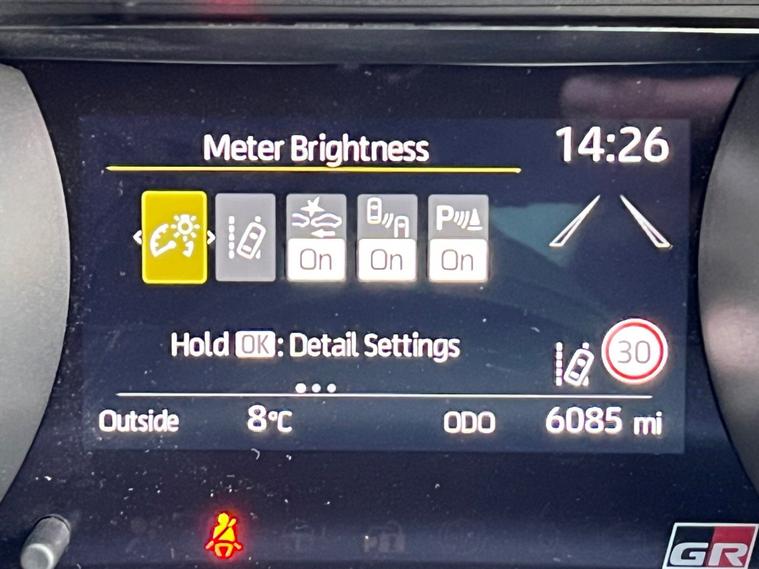 Meter Brightness
14:26
P
On
On
On
Hold OK: Detail Settings
30
Outside 8°C ODO 6085 mi
GR